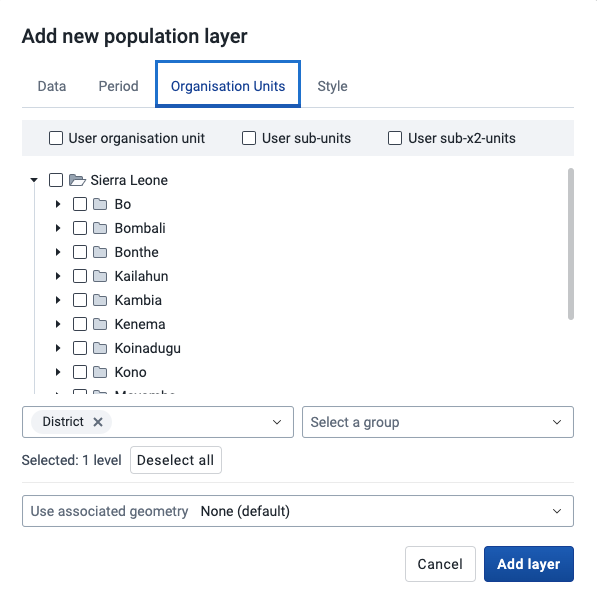 Add new population layer
Data Period Organisation Units Style
User organisation unit User sub-units User sub-x2-units
Sierra Leone
Bo
Bombali
Bonthe
Kailahun
Kambia
Kenema
Koinadugu
Kono
District Select a group
Selected: 1 level Deselect all
Use associated geometry None (default)
Cancel Add layer